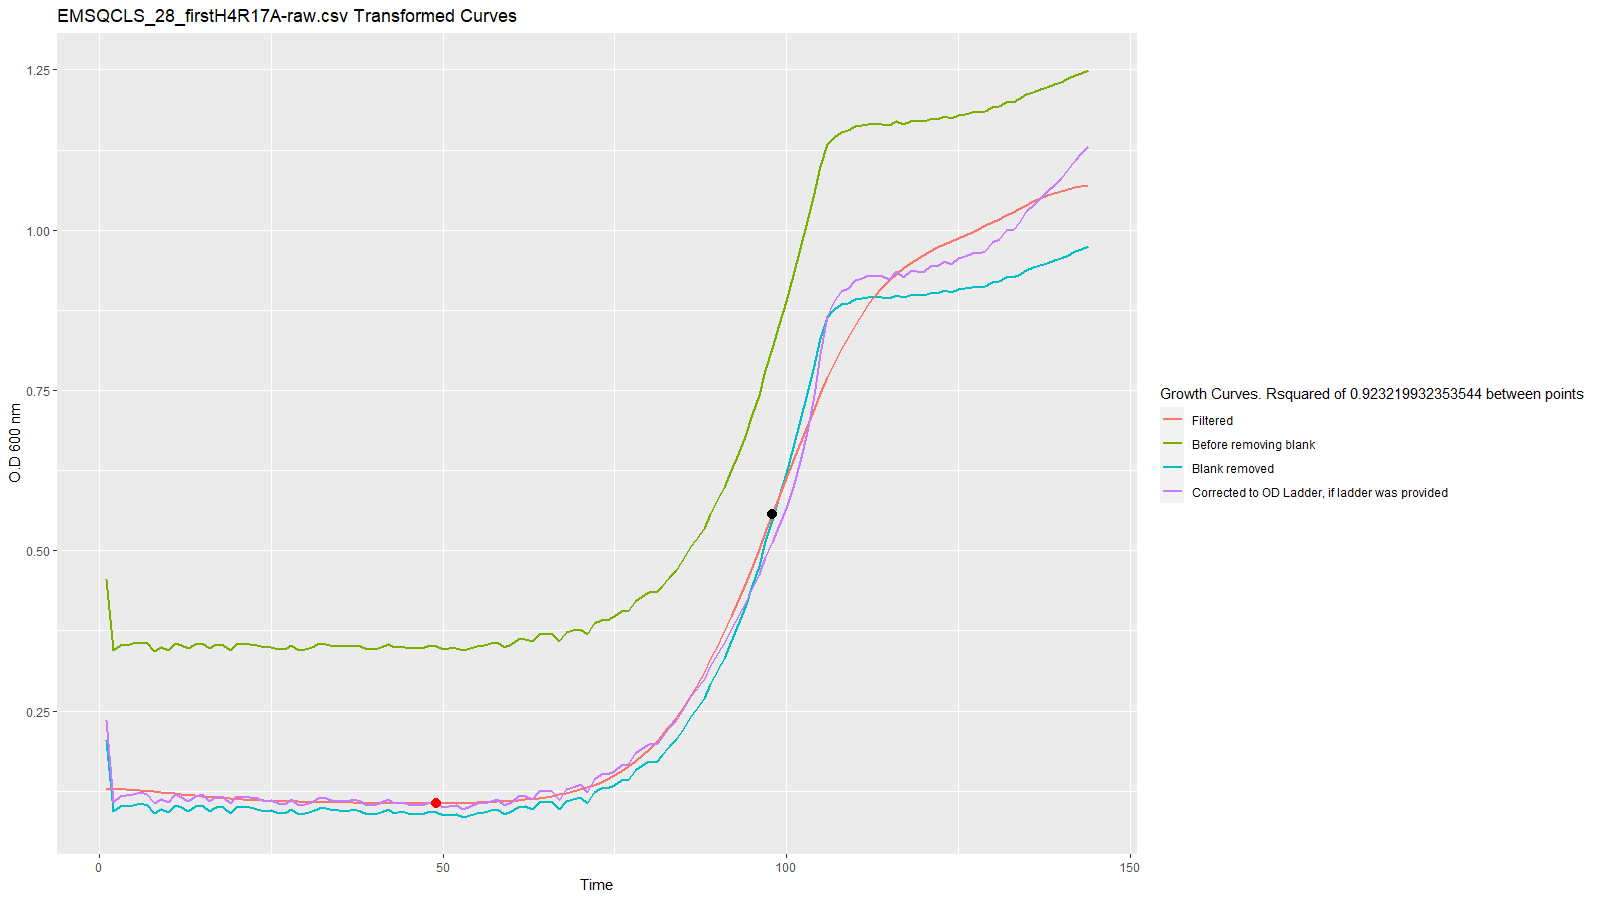 EMSQCLS_28_firstH4R17A-raw.csv Transformed Curves
1.25
1.00
0.75
0.50
0.25
O.D 600 nm
0
50
100
150
Time
Growth Curves. Rsquared of 0.923219932353544 between points
Filtered
Before removing blank
Blank removed
Corrected to OD Ladder, if ladder was provided